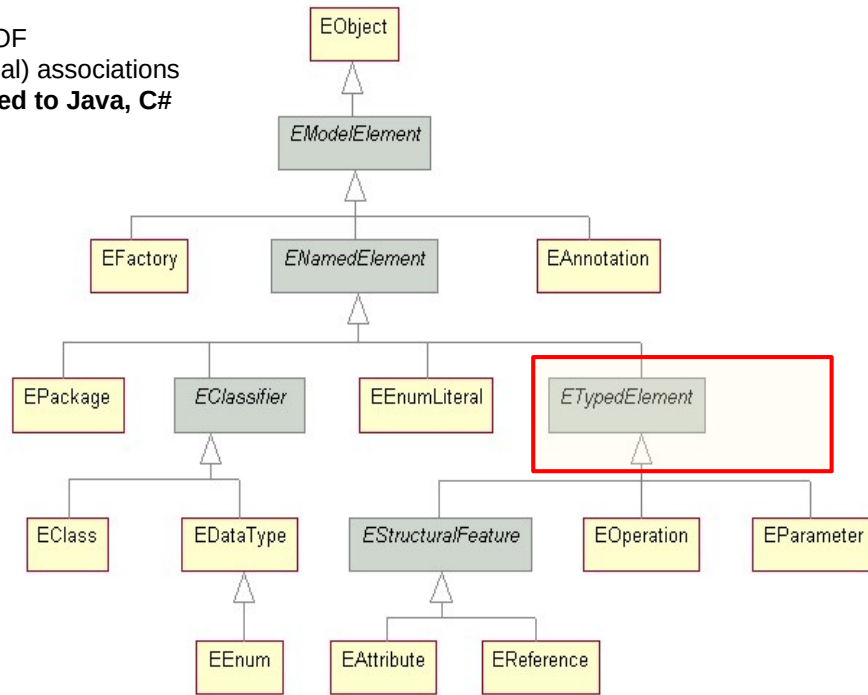 EObject
al) associations
ed to Java, C#
EModelElement
EFactory
ENamedElement
EAnnotation
EPackage
EClassifier
EEnumLiteral
ETypedElement
EClass
EDataType
EStructuralFeature
EOperation
EParameter
EEnum
EAttribute
EReference